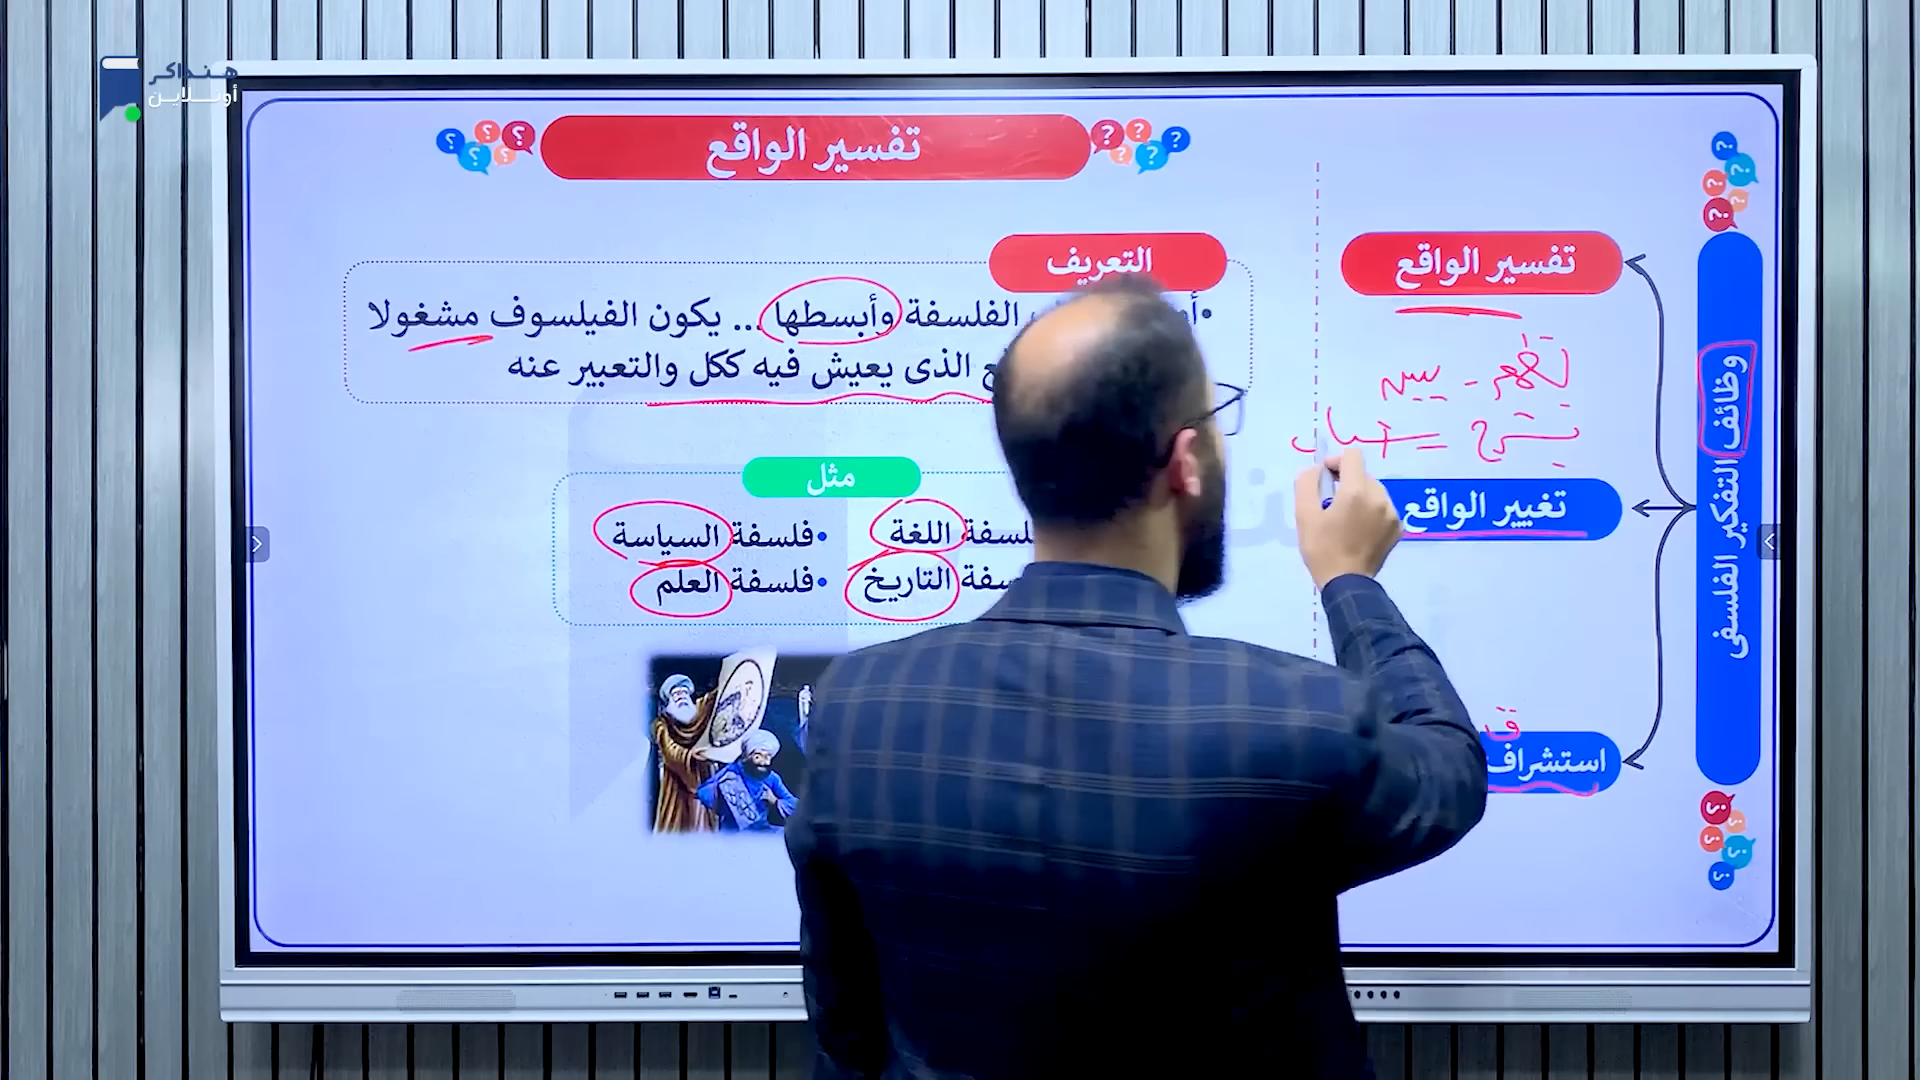 هنداكر
أونلاين
تفسير الواقع
وظائف التفكير الفلسفى
تفسير الواقع
تغيير الواقع
استشراف
التعريف
الفلسفة وأبسطها ... يكون الفيلسوف مشغولا
الذى يعيش فيه ككل والتعبير عنه
مثل
اللغة
فلسفة السياسة
التاريخ
فلسفة العلم